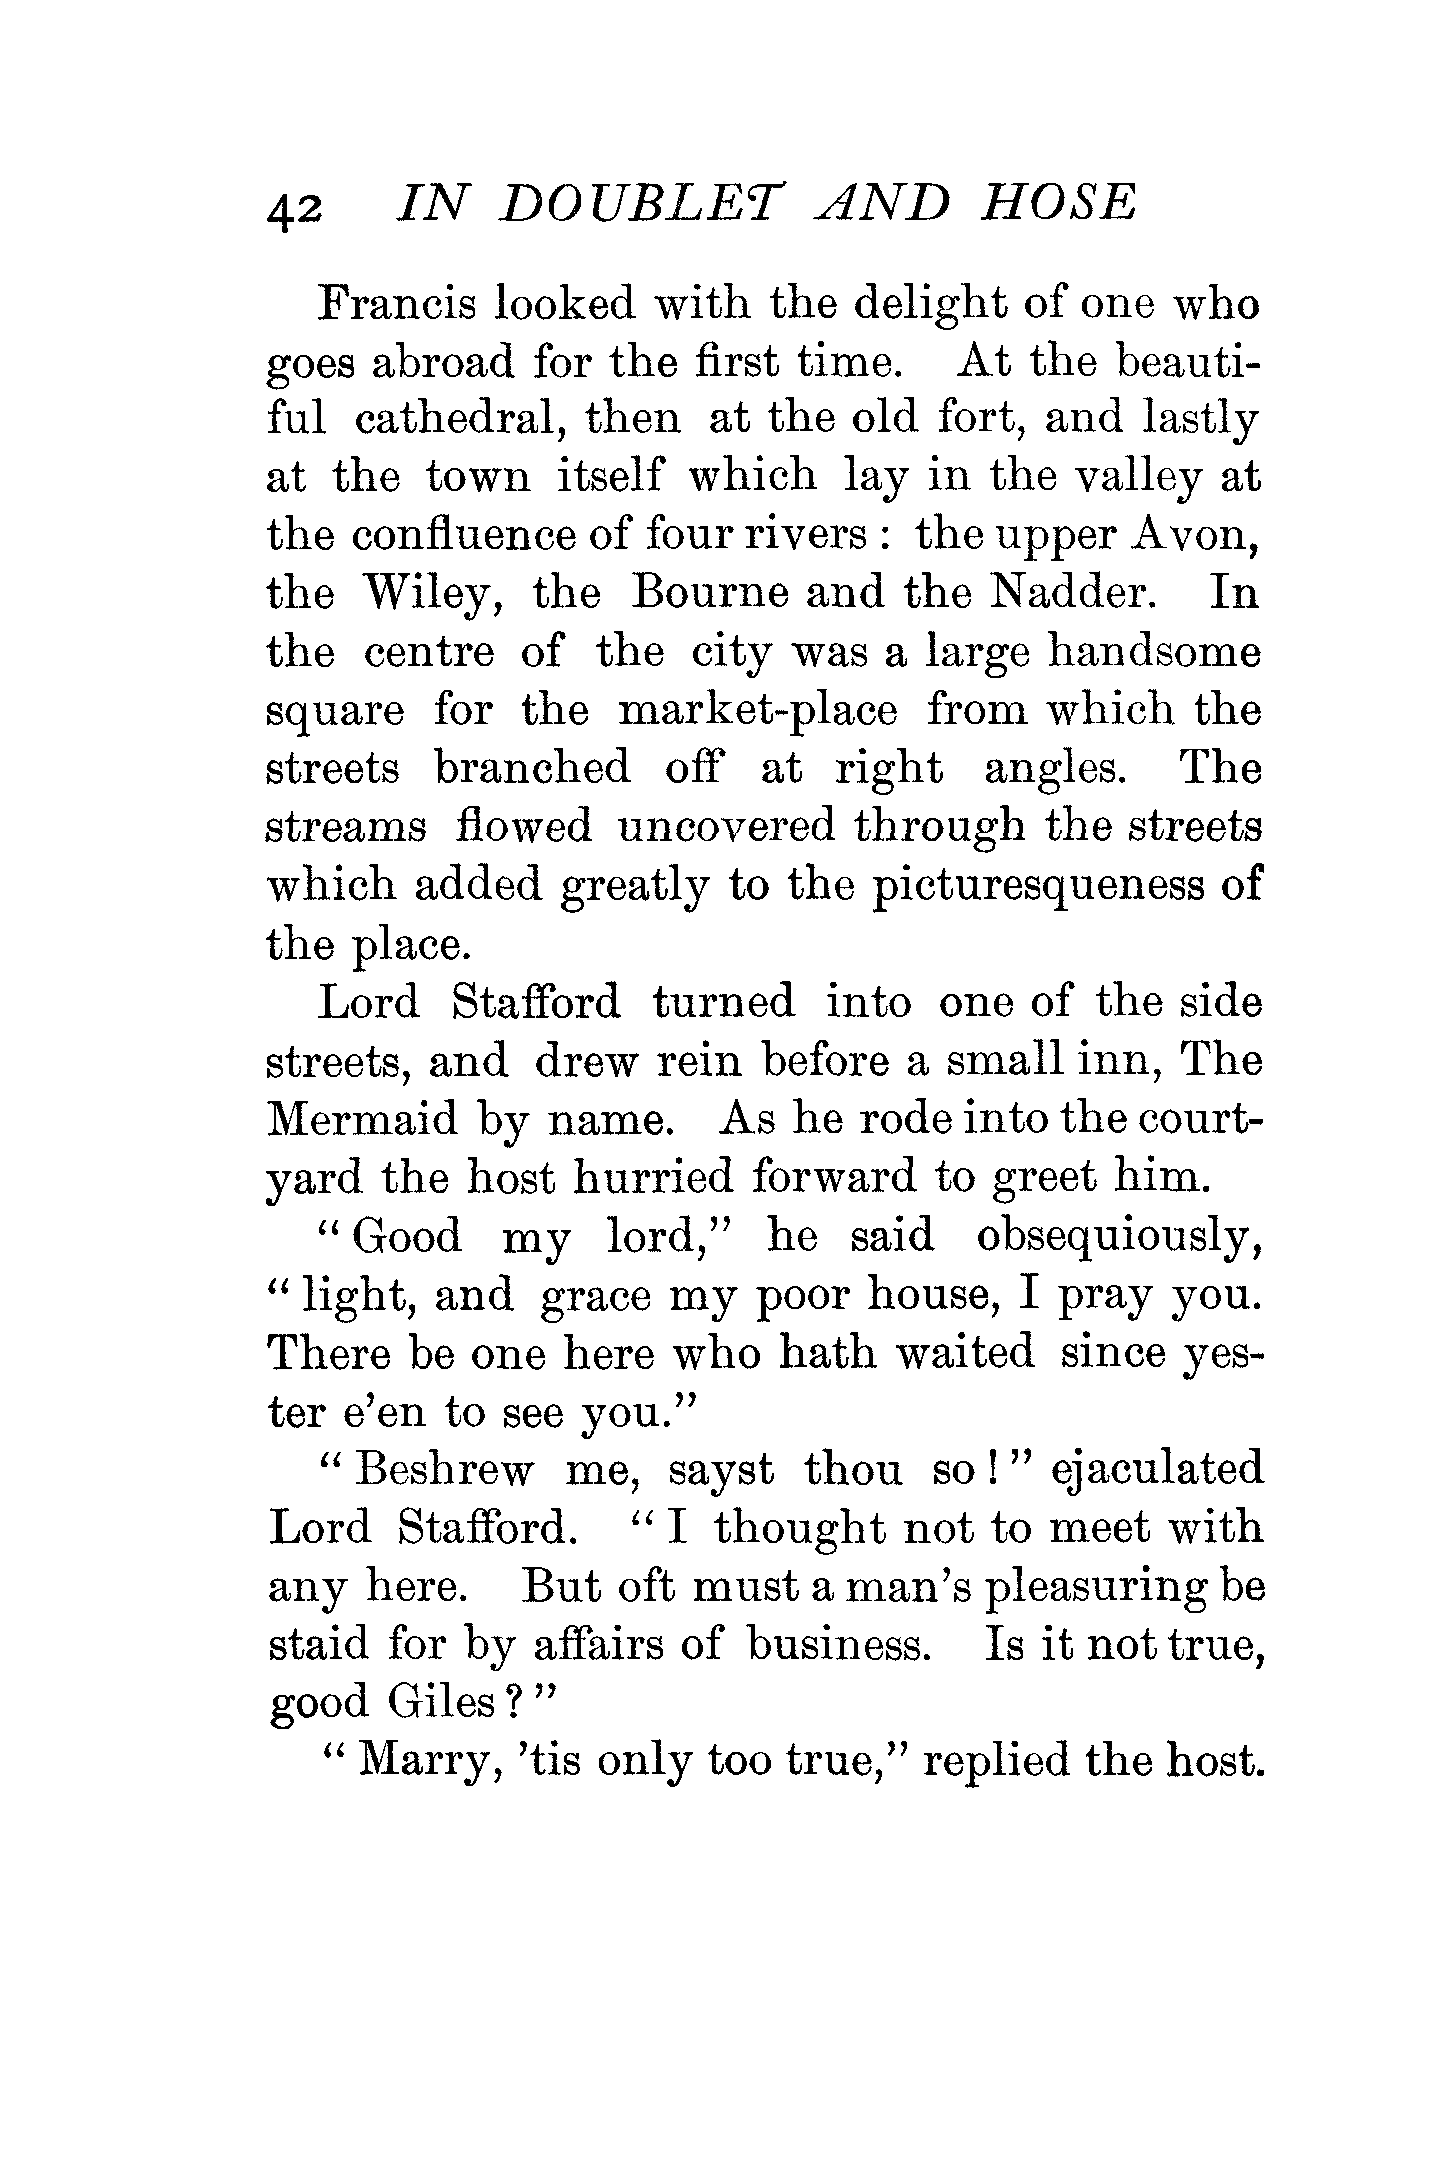 42 IN DOUBLET AND HOSE
Francis looked with the delight of one who
goes abroad for the first time. At the beauti-
ful cathedral, then at the old fort, and lastly
at the town itself which lay in the valley at
the confluence of four rivers : the upper Avon,
the Wiley, the Bourne and the Nadder. In
the centre of the city was a large handsome
square for the market-place from which the
streets branched off at right angles. The
streams flowed uncovered through the streets
which added greatly to the picturesqueness of
the place.
Lord Stafford turned into one of the side
streets, and drew rein before a small inn, The
Mermaid by name. As he rode into the court-
yard the host hurried forward to greet him.
“ Good my lord,” he said obsequiously,
“ light, and grace my poor house, I pray you.
There be one here who hath waited since yes-
ter e’en to see you.”
“ Beshrew me, sayst thou so ! ” ejaculated
Lord Stafford. “ I thought not to meet with
any here. But oft must a man’s pleasuring be
staid for by affairs of business. Is it not true,
good Giles ? ”
“ Marry, ’tis only too true,” replied the host.